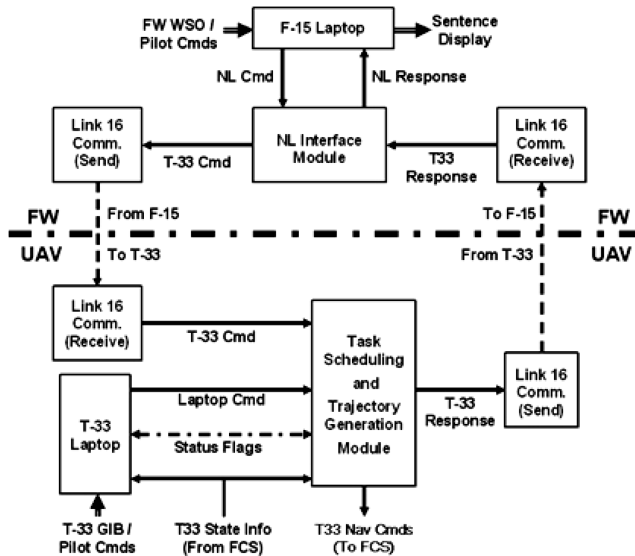 FW WSO /
Pilot Cmds
F-15 Laptop
Sentence
Display
NL Cmd
NL Response
Link 16
Comm.
(Send)
T-33 Cmd
NL Interface
Module
T33
Response
Link 16
Comm.
(Receive)
FW
From F-15
To F-15
FW
UAV
To T-33
From T-33
UAV
Link 16
Comm.
(Receive)
T-33 Cmd
Task
Scheduling
and
Trajectory
Generation
Module
Link 16
Comm.
(Send)
T-33
Response
T-33
Laptop
Laptop Cmd
Status Flags
T-33 GIB /
Pilot Cmds
T33 State Info
(From FCS)
T33 Nav Cmds
(To FCS)